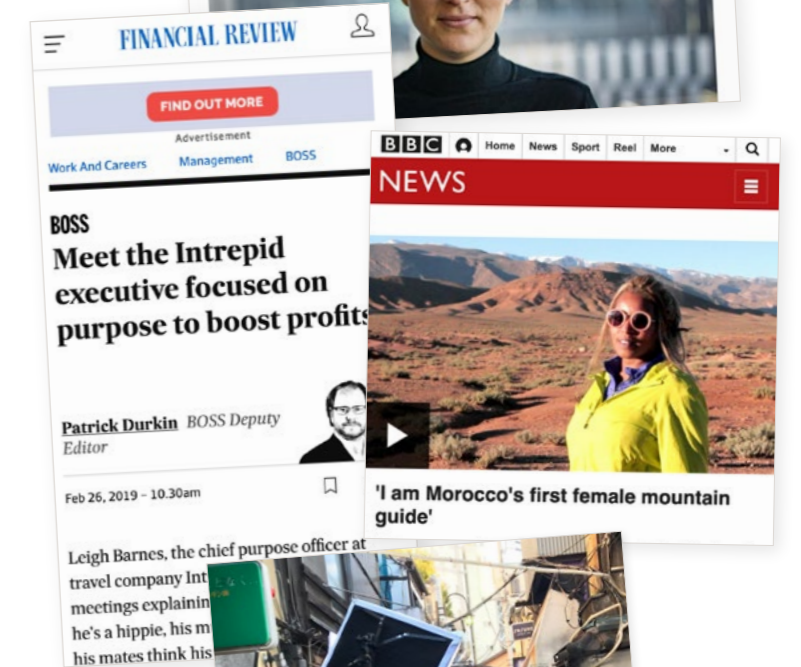 FINANCIAL REVIEW
FIND OUT MORE
Advertisement
Work And Careers Management BOSS
BOSS
Meet the Intrepid
executive focused on
purpose to boost profits
Patrick Durkin BOSS Deputy
Editor
Feb 26, 2019 – 10.30am
Leigh Barnes, the chief purpose officer at
travel company Int
meetings explainin
he's a hippie, his m
his mates think his
BBC Home News Sport Reel More
NEWS
'I am Morocco's first female mountain
guide'